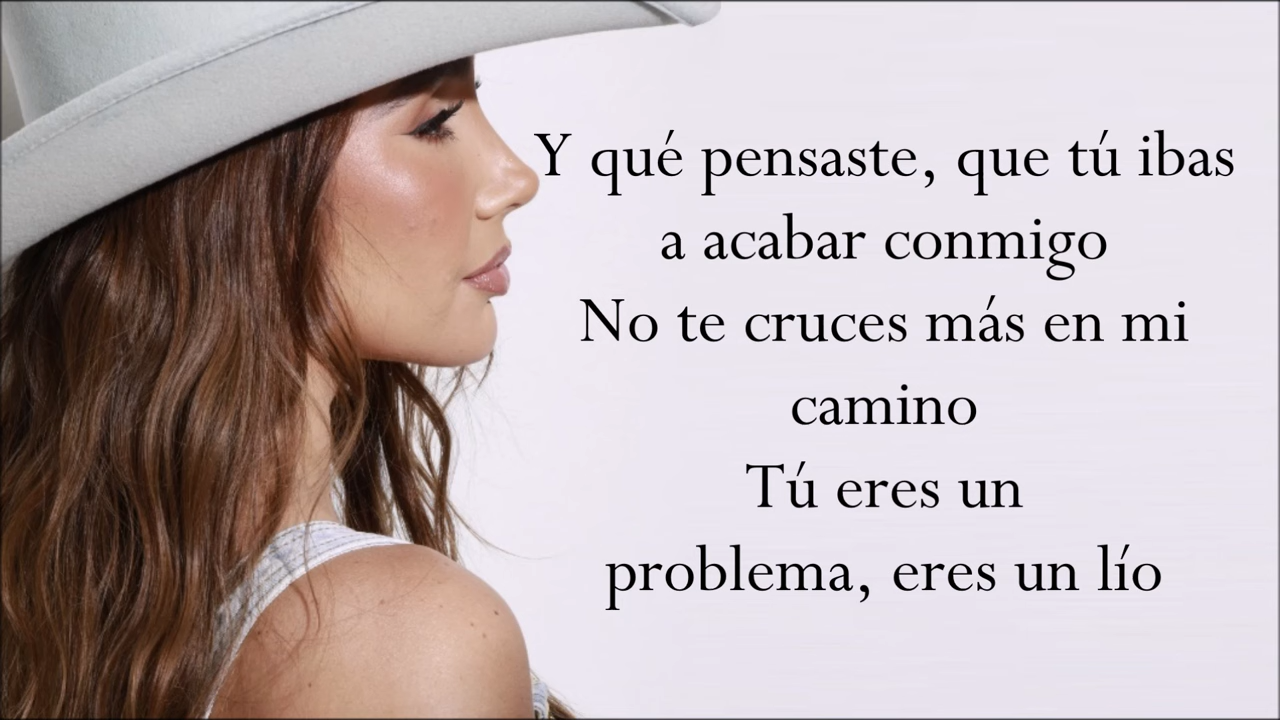 Y qué pensaste, que tú ibas
a acabar conmigo
No te cruces más en mi
camino
Tú eres un
problema, eres un lío